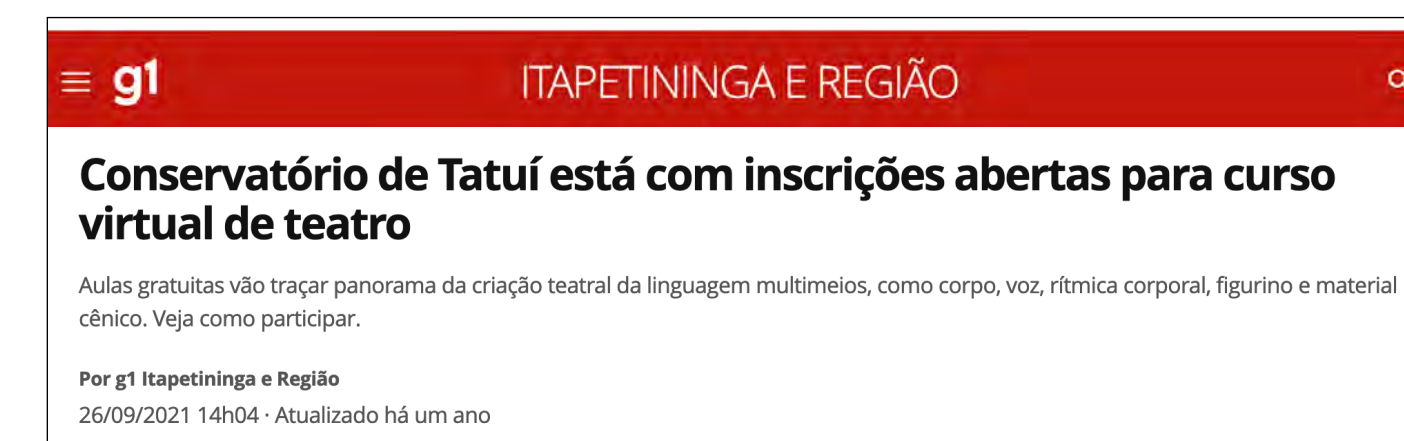 g1
ITAPETININGA E REGIÃO
Conservatório de Tatuí está com inscrições abertas para curso
virtual de teatro
Aulas gratuitas vão traçar panorama da criação teatral da linguagem multimeios, como corpo, voz, rítmica corporal, figurino e material
cênico. Veja como participar.
Por g1 Itapetininga e Região
26/09/2021 14h04 · Atualizado há um ano